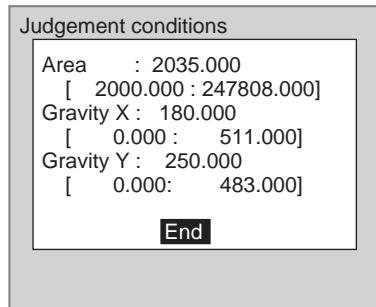 Judgement conditions
Area : 2035.000
[ 2000.000 : 247808.000]
Gravity X : 180.000
[ 0.000 : 511.000]
Gravity Y : 250.000
[ 0.000: 483.000]
End